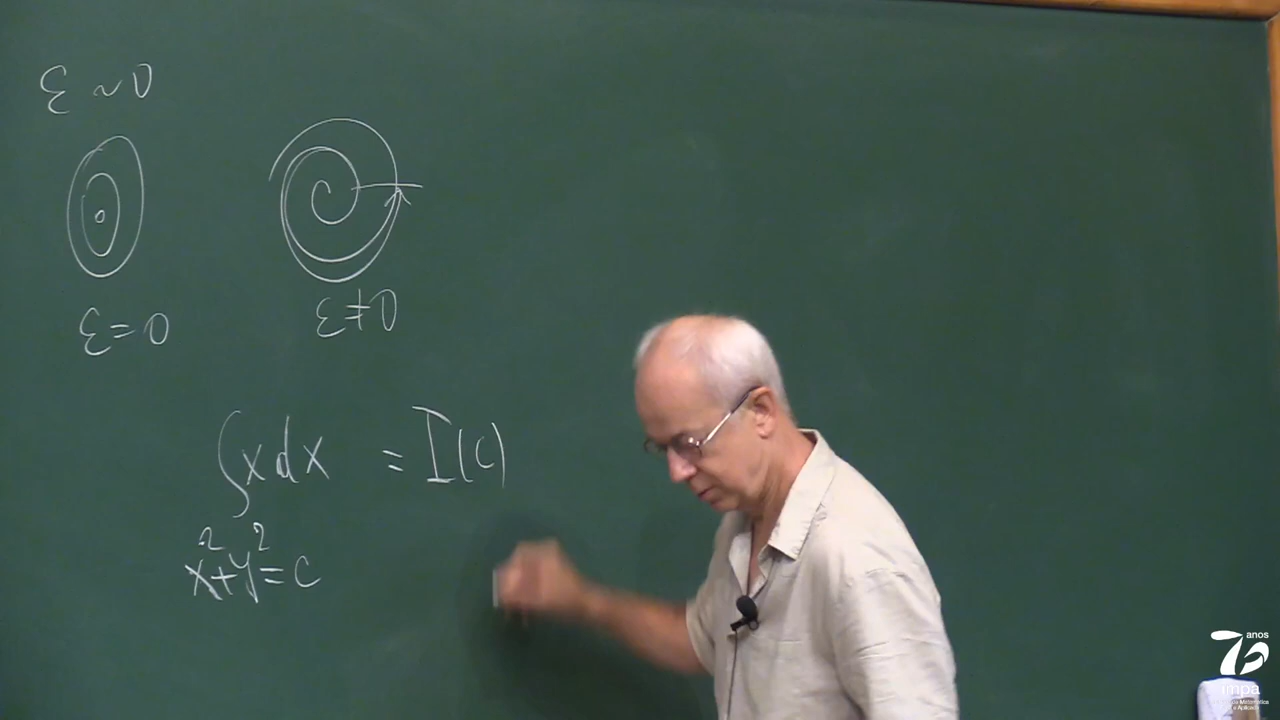 ε ~ 0
ε = 0
ε ≠ 0
∫ x dx = I(c)
x² + y² = c
75 anos
impa